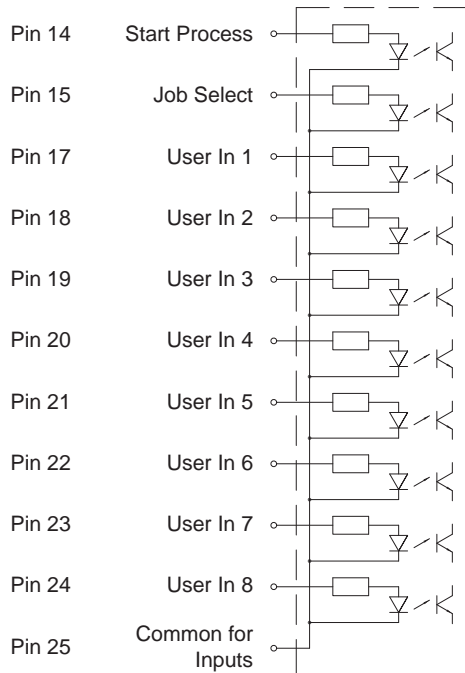 Pin 14 Start Process
Pin 15 Job Select
Pin 17 User In 1
Pin 18 User In 2
Pin 19 User In 3
Pin 20 User In 4
Pin 21 User In 5
Pin 22 User In 6
Pin 23 User In 7
Pin 24 User In 8
Pin 25 Common for
Inputs